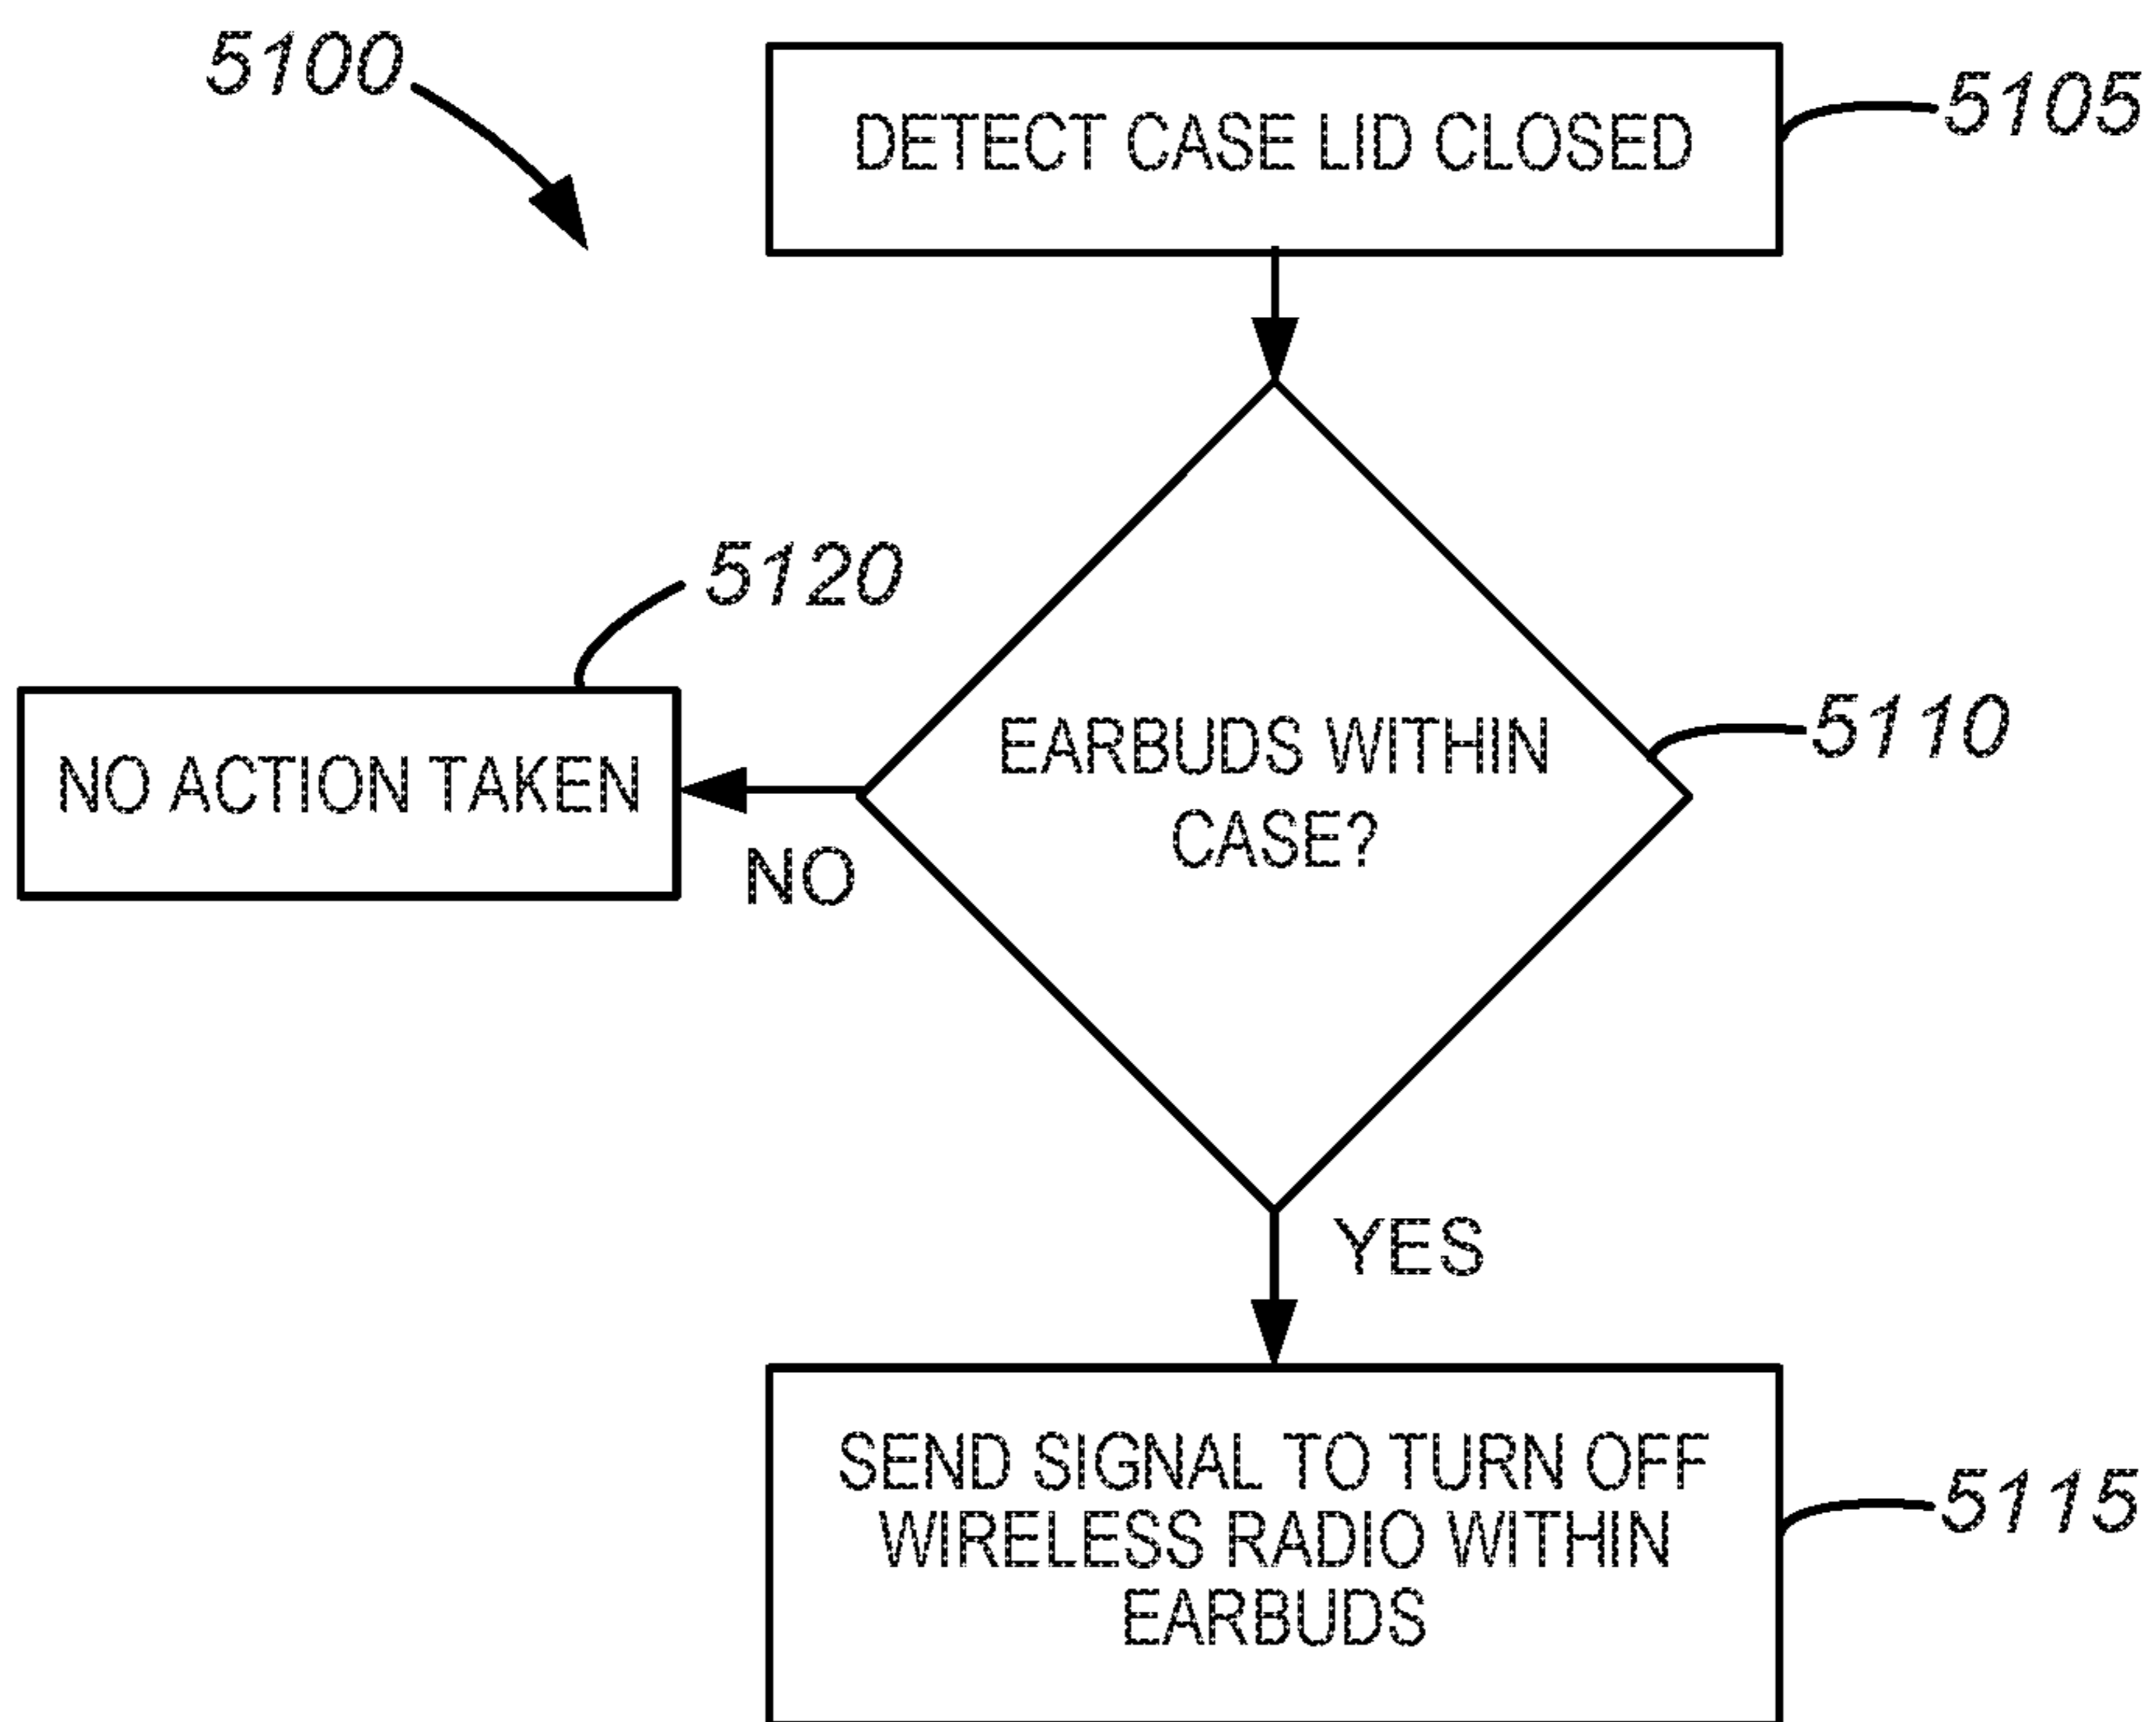 5100
DETECT CASE LID CLOSED
5105
5120
EARBUDS WITHIN
CASE?
5110
NO ACTION TAKEN
NO
YES
SEND SIGNAL TO TURN OFF
WIRELESS RADIO WITHIN
EARBUDS
5115